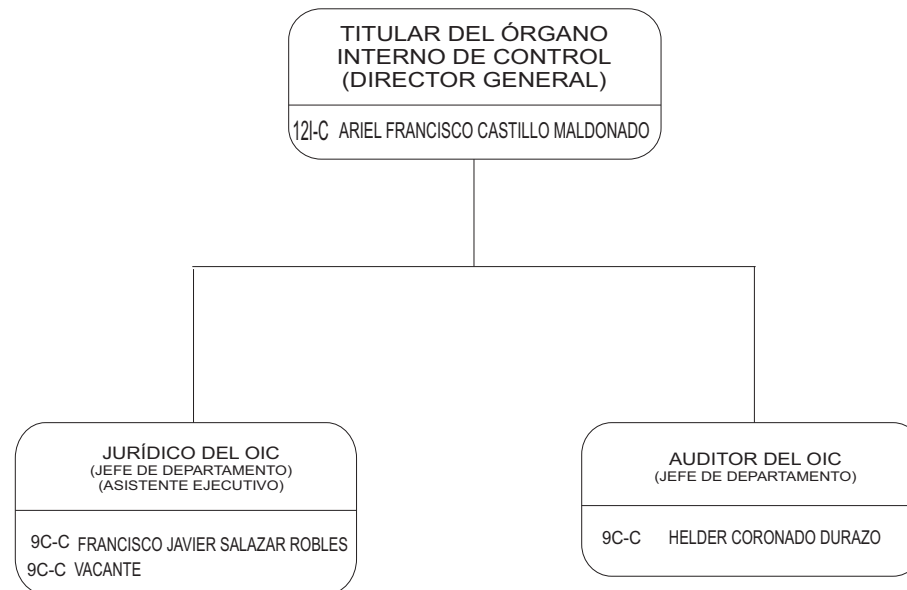 TITULAR DEL ÓRGANO
INTERNO DE CONTROL
(DIRECTOR GENERAL)
12I-C ARIEL FRANCISCO CASTILLO MALDONADO
JURÍDICO DEL OIC
(JEFE DE DEPARTAMENTO)
(ASISTENTE EJECUTIVO)
9C-C FRANCISCO JAVIER SALAZAR ROBLES
9C-C VACANTE
AUDITOR DEL OIC
(JEFE DE DEPARTAMENTO)
9C-C HELDER CORONADO DURAZO